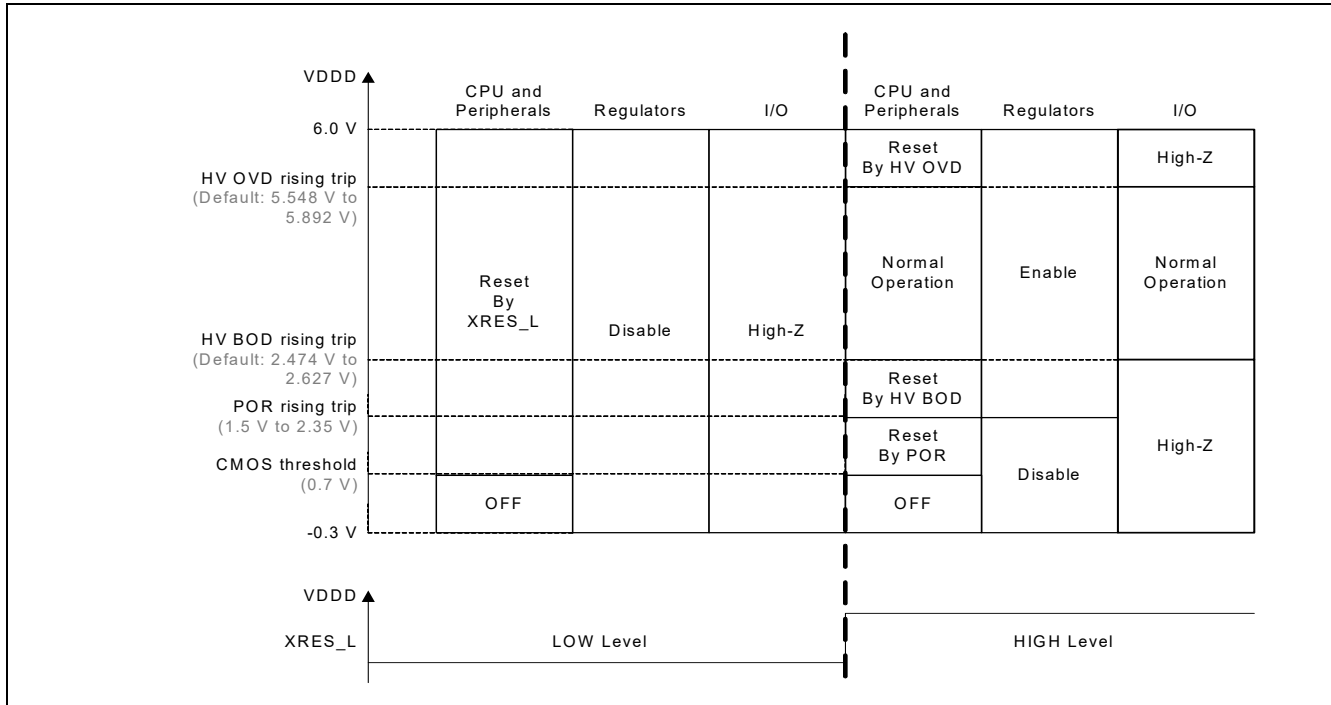 VDDD
CPU and
Peripherals
Regulators
I/O
CPU and
Peripherals
Regulators
I/O
6.0 V
Reset
By HV OVD
High-Z
HV OVD rising trip
(Default: 5.548 V to
5.892 V)
Reset
By
XRES_L
Disable
High-Z
Normal
Operation
Enable
Normal
Operation
HV BOD rising trip
(Default: 2.474 V to
2.627 V)
Reset
By HV BOD
POR rising trip
(1.5 V to 2.35 V)
Reset
By POR
High-Z
CMOS threshold
(0.7 V)
Disable
OFF
OFF
-0.3 V
VDDD
XRES_L
LOW Level
HIGH Level